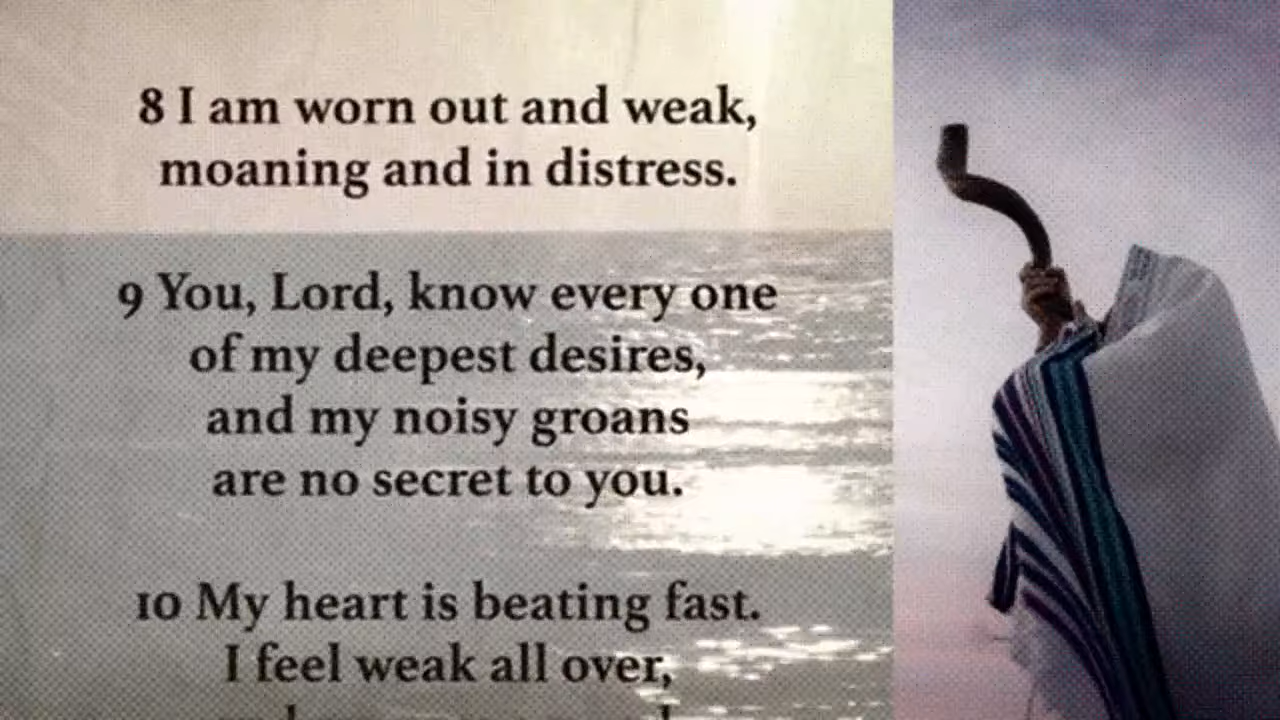 8 I am worn out and weak,
moaning and in distress.
9 You, Lord, know every one
of my deepest desires,
and my noisy groans
are no secret to you.
10 My heart is beating fast.
I feel weak all over,